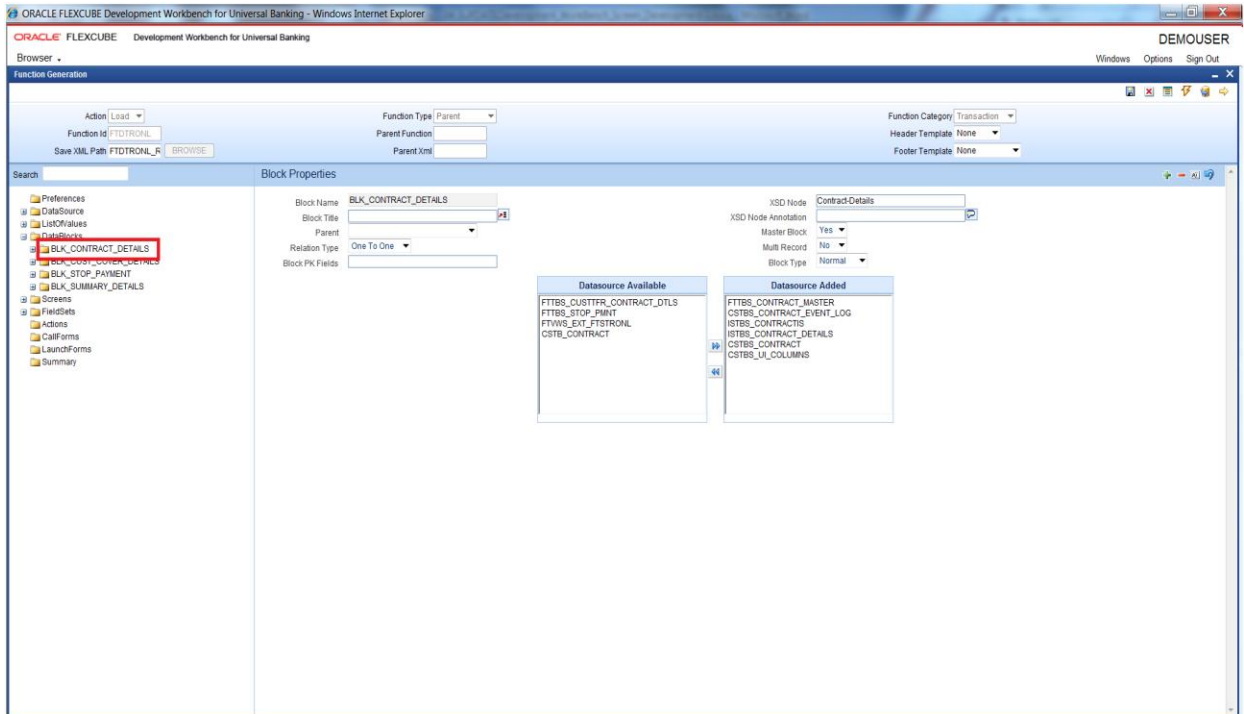 ORACLE FLEXCUBE Development Workbench for Universal Banking - Windows Internet Explorer
ORACLE FLEXCUBE Development Workbench for Universal Banking
DEMOUSER
Browser
Windows Options Sign Out
Function Generation
Action Load
Function Type Parent
Function Category Transaction
Function Id FTDTRONL
Parent Function
Header Template None
Save XML Path FTDTRONL_R BROWSE
Parent Xml
Footer Template None
Search
Block Properties
Preferences
DataSource
ListOfValues
DataBlocks
BLK_CONTRACT_DETAILS
BLK_CUST_COVER_DETAILS
BLK_STOP_PAYMENT
BLK_SUMMARY_DETAILS
Screens
FieldSets
Actions
CallForms
LaunchForms
Summary
Block Name BLK_CONTRACT_DETAILS
XSD Node Contract-Details
Block Title
XSD Node Annotation
Parent
Master Block Yes
Relation Type One To One
Multi Record No
Block PK Fields
Block Type Normal
Datasource Available
FTTBS_CUSTTFR_CONTRACT_DTLS
FTTBS_STOP_PMNT
FTVWS_EXT_FTSTRONL
CSTB_CONTRACT
Datasource Added
FTTBS_CONTRACT_MASTER
CSTBS_CONTRACT_EVENT_LOG
ISTBS_CONTRACTIS
ISTBS_CONTRACT_DETAILS
CSTBS_CONTRACT
CSTBS_UI_COLUMNS